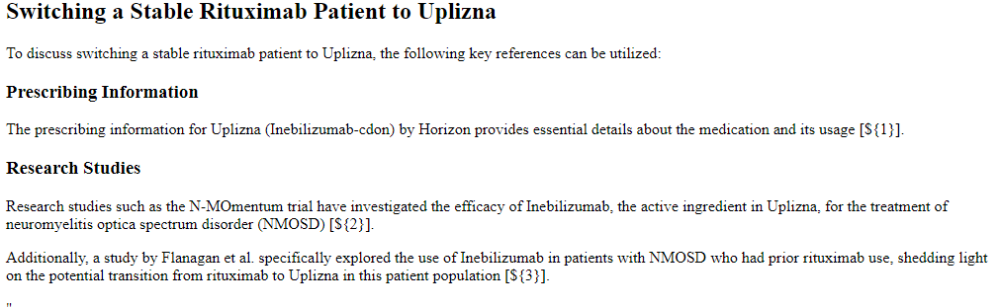 Switching a Stable Rituximab Patient to Uplizna
To discuss switching a stable rituximab patient to Uplizna, the following key references can be utilized:
Prescribing Information
The prescribing information for Uplizna (Inebilizumab-cdon) by Horizon provides essential details about the medication and its usage [${1}].
Research Studies
Research studies such as the N-MOmentum trial have investigated the efficacy of Inebilizumab, the active ingredient in Uplizna, for the treatment of
neuromyelitis optica spectrum disorder (NMOSD) [${2}].
Additionally, a study by Flanagan et al. specifically explored the use of Inebilizumab in patients with NMOSD who had prior rituximab use, shedding light
on the potential transition from rituximab to Uplizna in this patient population [${3}].
"